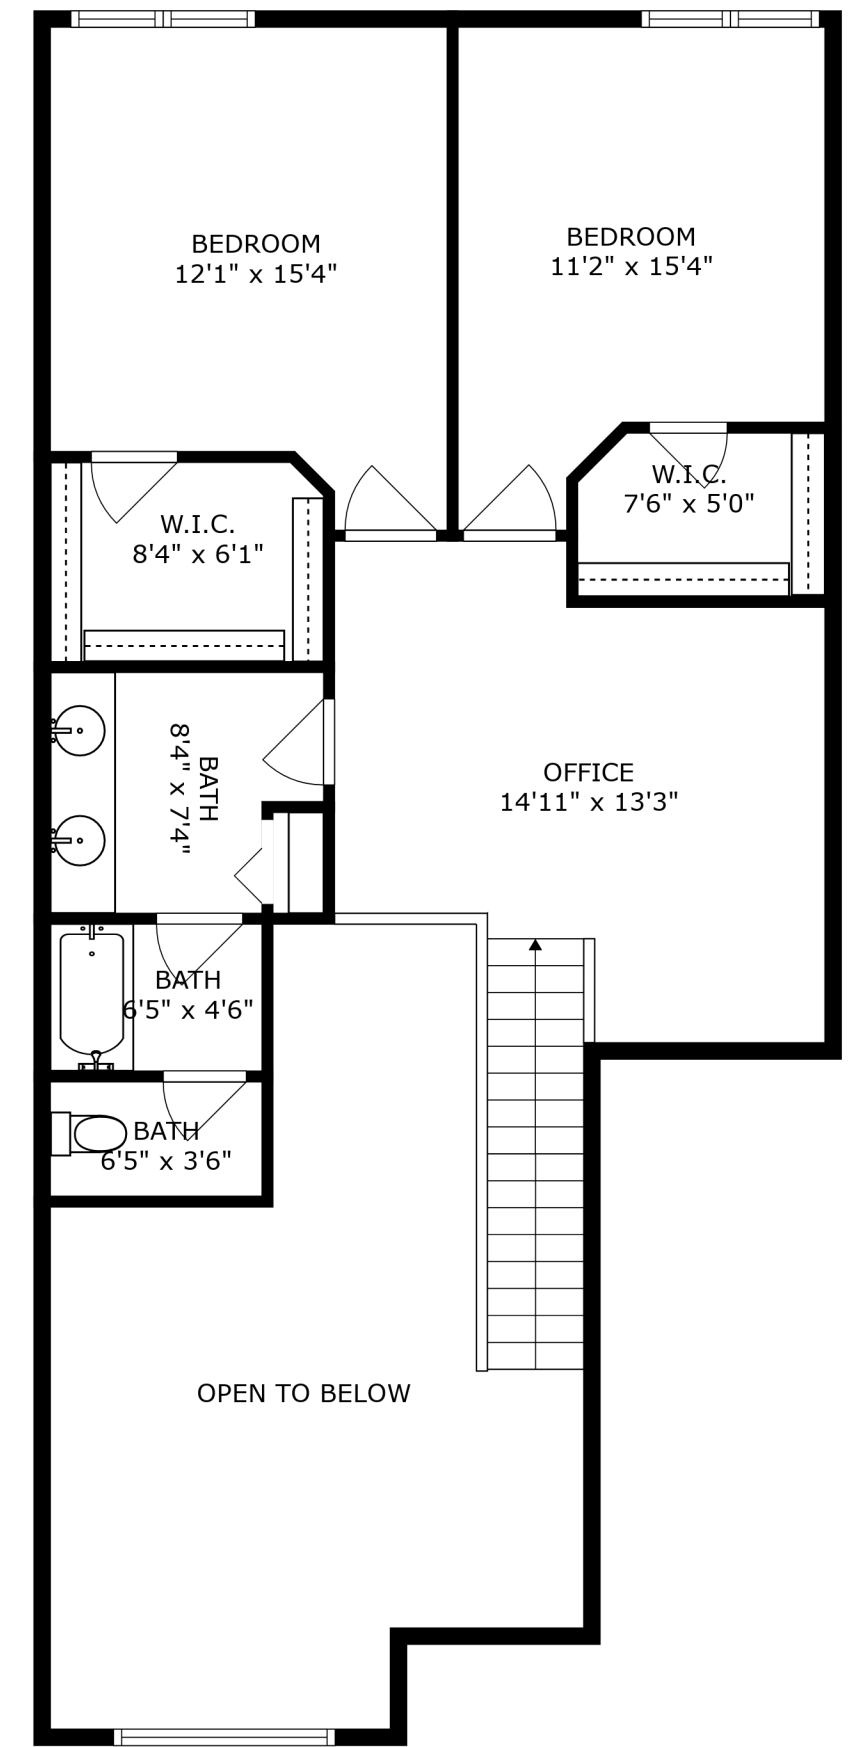 BEDROOM
12'1" x 15'4"
BEDROOM
11'2" x 15'4"
W.I.C.
7'6" x 5'0"
W.I.C.
8'4" x 6'1"
BATH
8'4" x 7'4"
OFFICE
14'11" x 13'3"
BATH
6'5" x 4'6"
BATH
6'5" x 3'6"
OPEN TO BELOW